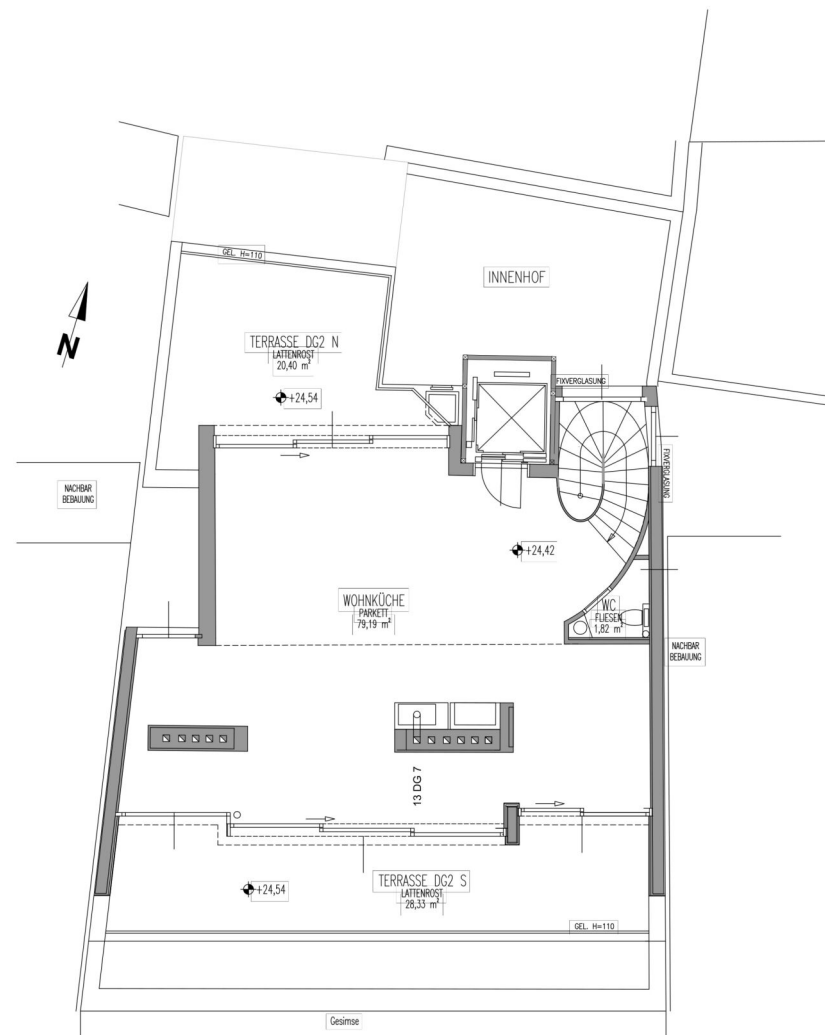 GEL. H=110
INNENHOF
N
TERRASSE DG2 N
LATTENROST
20,40 m²
FIXVERGLASUNG
+24,54
FIXVERGLASUNG
NACHBAR
BEBAUUNG
+24,42
WOHNKÜCHE
PARKETT
79,19 m²
WC
FLIESEN
1,82 m²
NACHBAR
BEBAUUNG
13 DG 7
TERRASSE DG2 S
LATTENROST
28,33 m²
+24,54
GEL. H=110
Gesimse